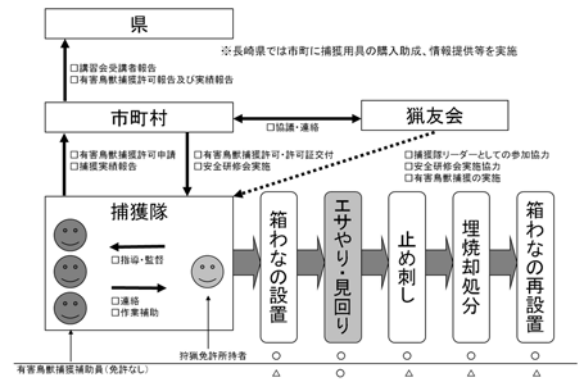 県
※長崎県では市町に捕獲用具の購入助成、情報提供等を実施
□講習会受講者報告
□有害鳥獣捕獲許可報告及び実績報告
市町村
猟友会
□協議・連絡
□有害鳥獣捕獲許可申請
□捕獲実績報告
□有害鳥獣捕獲許可・許可証交付
□安全研修会実施
□捕獲隊リーダーとしての参加協力
□安全研修会の実施協力
□有害鳥獣捕獲の実施
捕獲隊
□指導・監督
□連絡
□作業補助
箱わなの設置
エサやり・見回り
止め刺し
埋焼却処分
箱わなの再設置
狩猟免許所持者
○ ○ ○ ○ ○
有害鳥獣捕獲補助員（免許なし）
△ ○ △ △ △